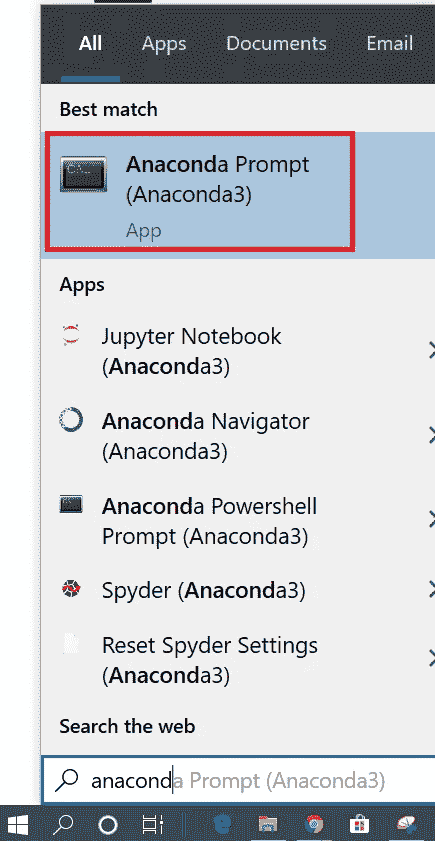 All Apps Documents Email
Best match
Anaconda Prompt
(Anaconda3)
App
Apps
Jupyter Notebook
(Anaconda3)
Anaconda Navigator
(Anaconda3)
Anaconda Powershell
Prompt (Anaconda3)
Spyder (Anaconda3)
Reset Spyder Settings
(Anaconda3)
Search the web
anaconda Prompt (Anaconda3)